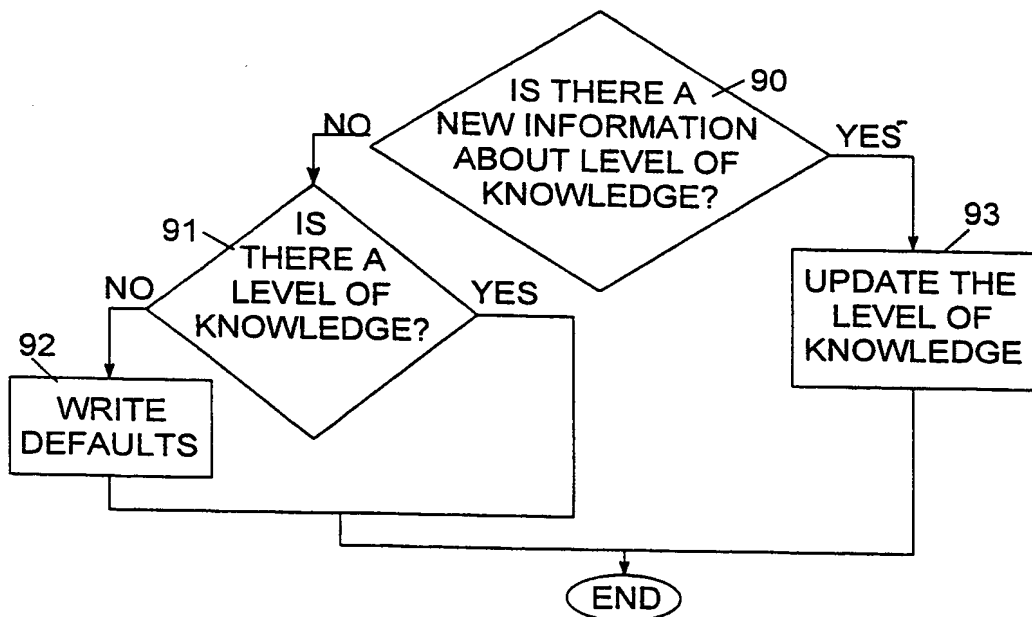 90
IS THERE A
NEW INFORMATION
ABOUT LEVEL OF
KNOWLEDGE?
NO
YES
91
IS
THERE A
LEVEL OF
KNOWLEDGE?
NO
YES
93
UPDATE THE
LEVEL OF
KNOWLEDGE
92
WRITE
DEFAULTS
END